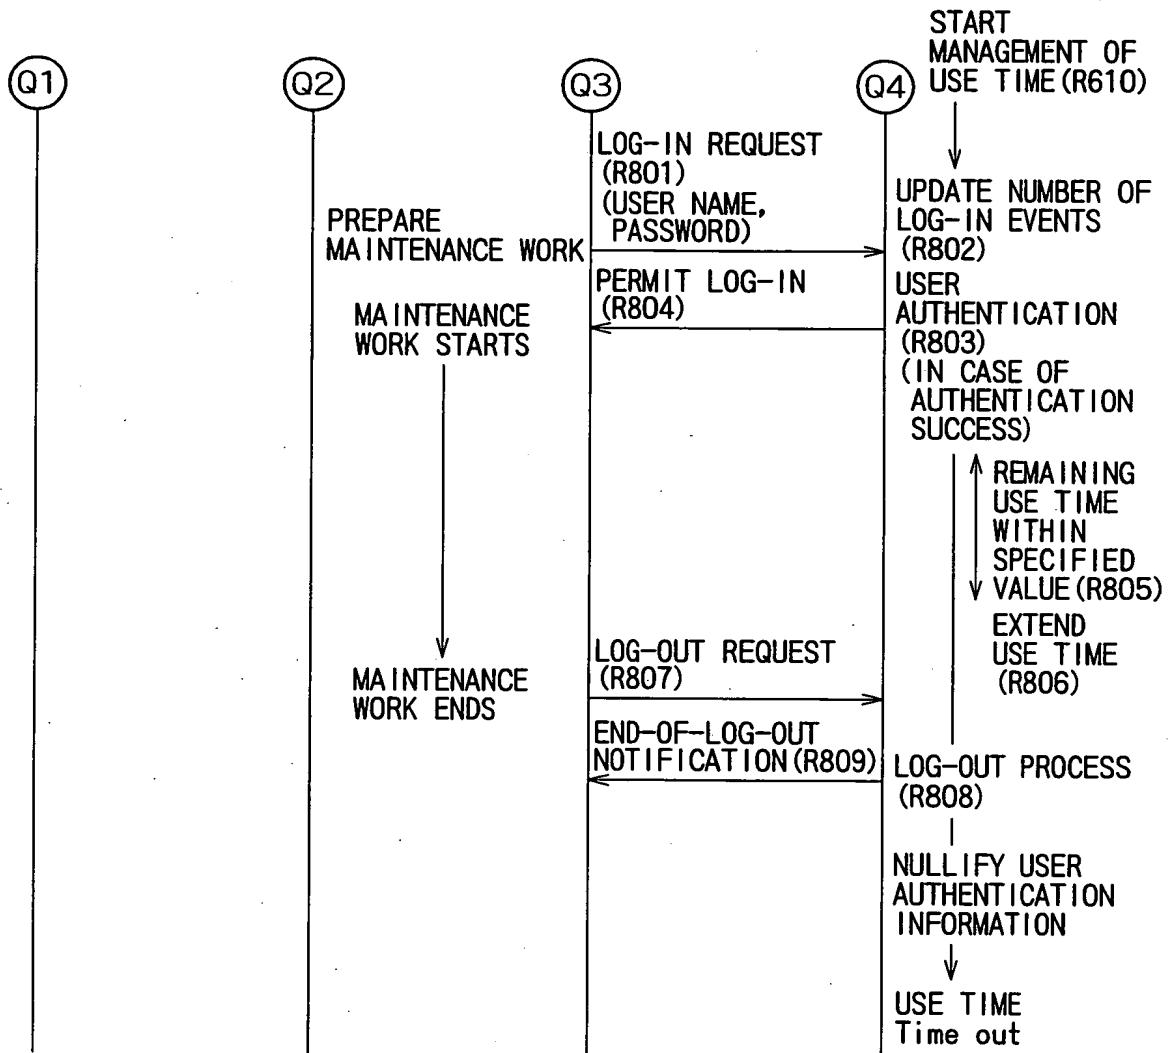 START
MANAGEMENT OF
USE TIME(R610)
Q1
Q2
Q3
Q4
LOG-IN REQUEST
(R801)
(USER NAME,
PASSWORD)
PREPARE
MAINTENANCE WORK
UPDATE NUMBER OF
LOG-IN EVENTS
(R802)
PERMIT LOG-IN
(R804)
USER
AUTHENTICATION
(R803)
(IN CASE OF
AUTHENTICATION
SUCCESS)
MAINTENANCE
WORK STARTS
REMAINING
USE TIME
WITHIN
SPECIFIED
VALUE(R805)
EXTEND
USE TIME
(R806)
LOG-OUT REQUEST
(R807)
MAINTENANCE
WORK ENDS
END-OF-LOG-OUT
NOTIFICATION(R809)
LOG-OUT PROCESS
(R808)
NULLIFY USER
AUTHENTICATION
INFORMATION
USE TIME
Time out